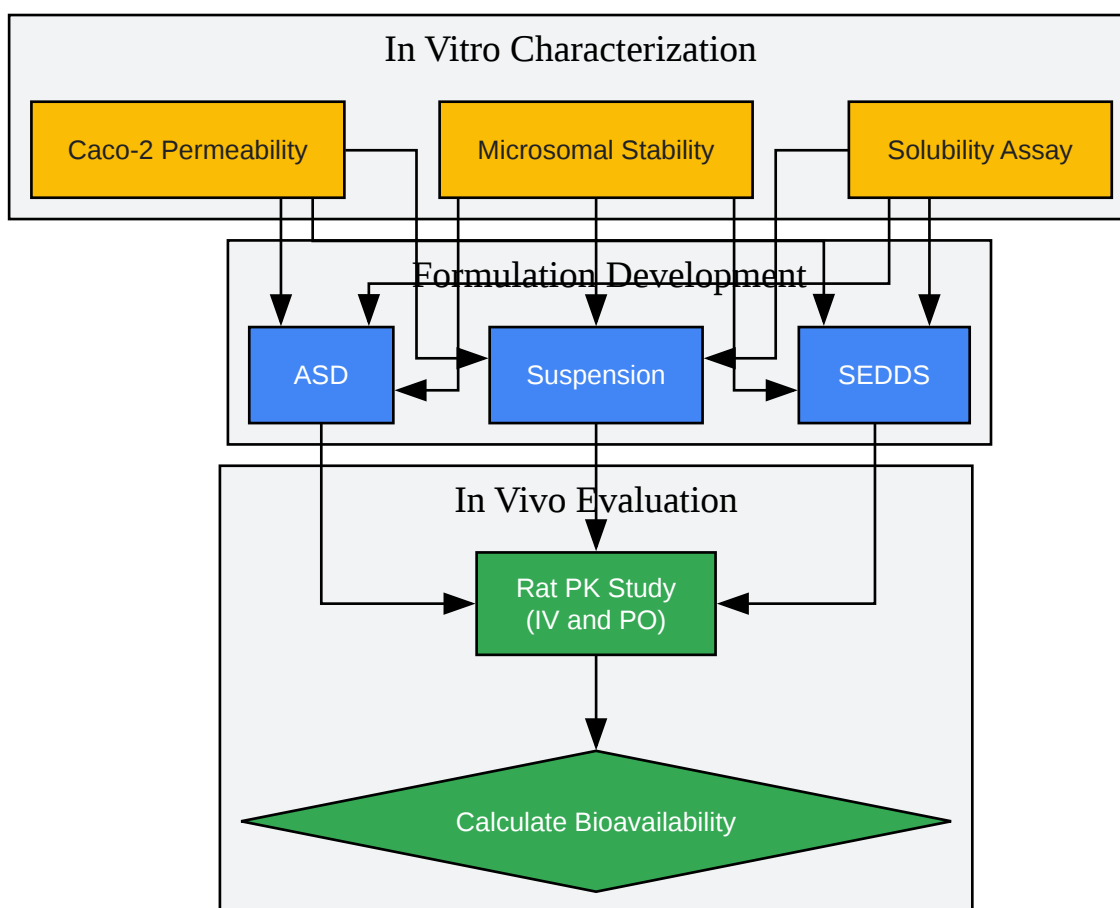 In Vitro Characterization
Caco-2 Permeability
Microsomal Stability
Solubility Assay
Formulation Development
ASD
Suspension
SEDDS
In Vivo Evaluation
Rat PK Study
(IV and PO)
Calculate Bioavailability